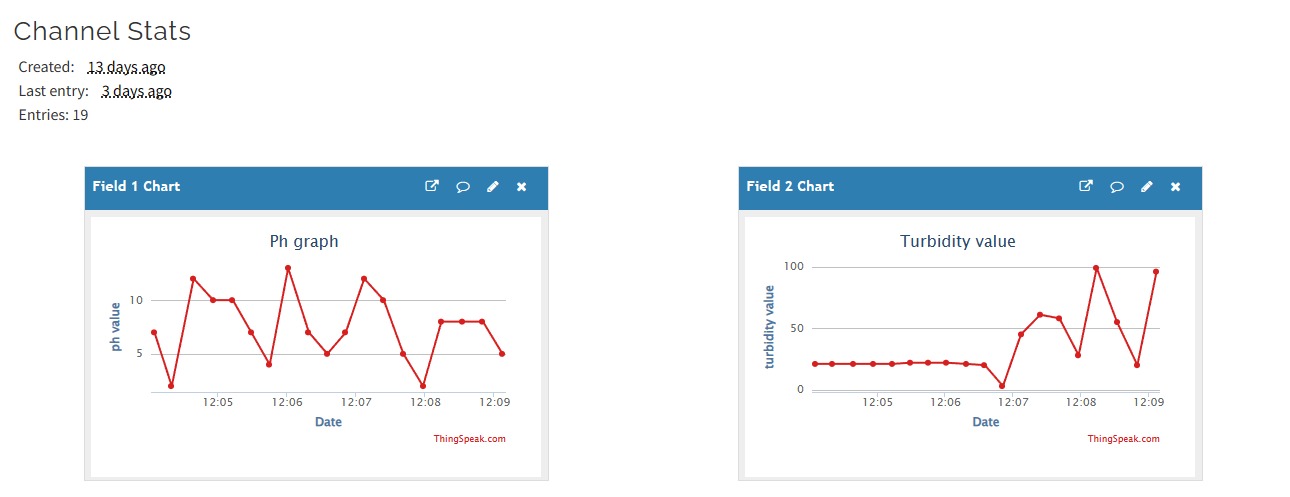 Channel Stats
Created: 13 days ago
Last entry: 3 days ago
Entries: 19
Field 1 Chart
Ph graph
ph value
10
5
12:05 12:06 12:07 12:08 12:09
Date
ThingSpeak.com
Field 2 Chart
Turbidity value
turbidity value
100
50
0
12:05 12:06 12:07 12:08 12:09
Date
ThingSpeak.com